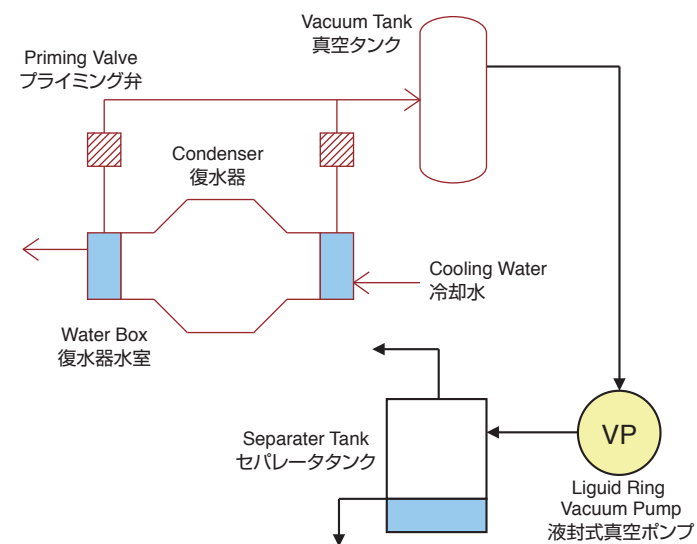 Vacuum Tank
真空タンク
Priming Valve
プライミング弁
Condenser
復水器
Cooling Water
冷却水
Water Box
復水器水室
Separater Tank
セパレータタンク
VP
Liguid Ring
Vacuum Pump
液封式真空ポンプ